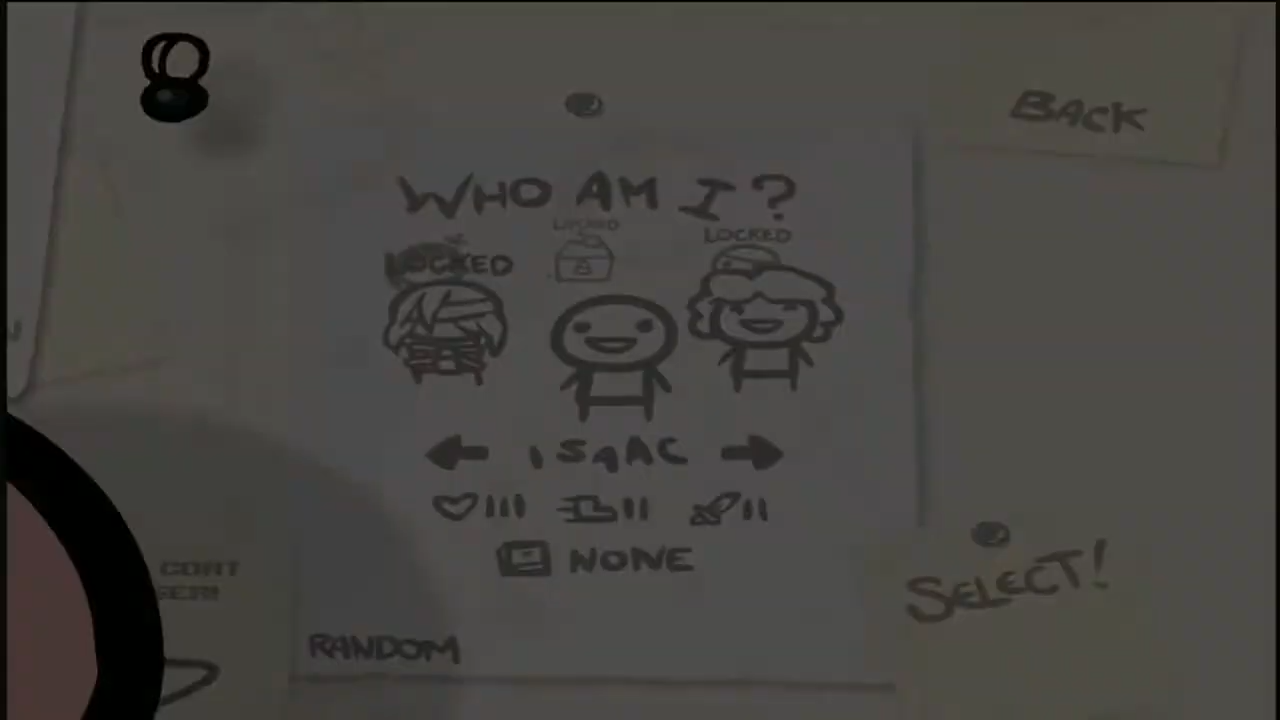 BACK
WHO AM I?
LOCKED
LOCKED
LOCKED
ISAAC
NONE
SELECT!
RANDOM